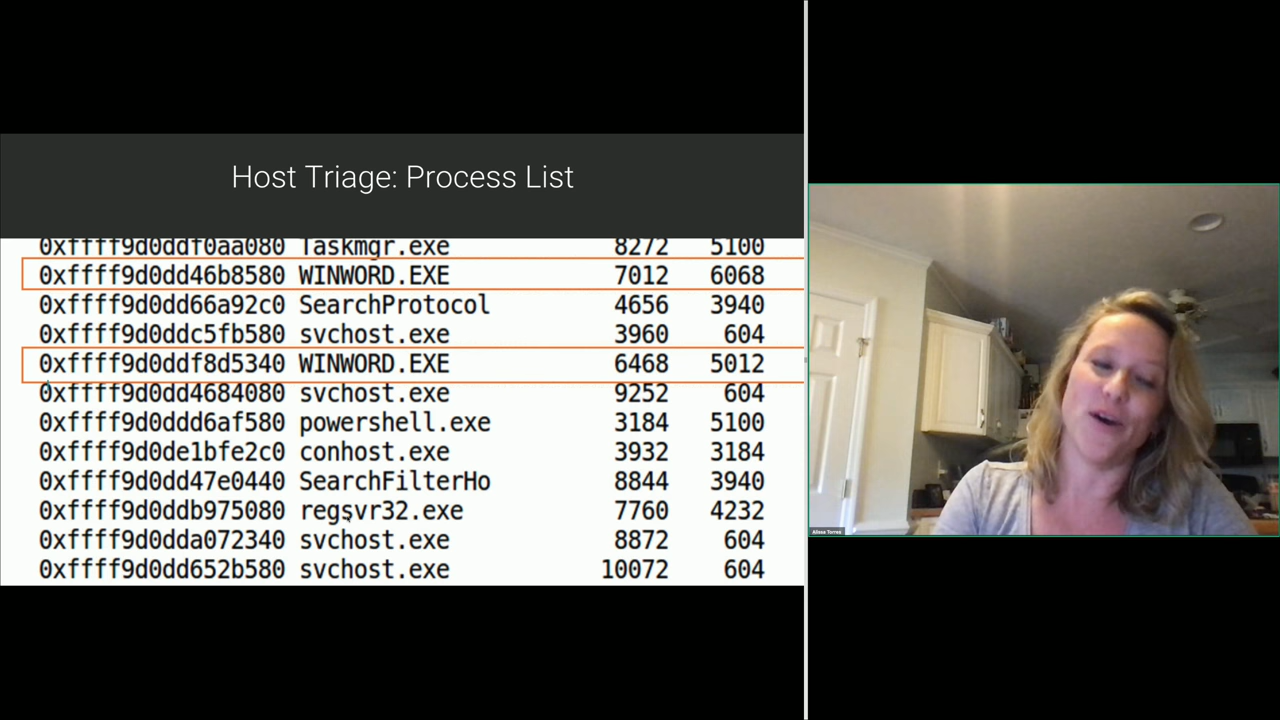 Host Triage: Process List
0xffff9d0ddf0aa080 Taskmgr.exe 8272 5100
0xffff9d0dd46b8580 WINWORD.EXE 7012 6068
0xffff9d0dd66a92c0 SearchProtocol 4656 3940
0xffff9d0ddc5fb580 svchost.exe 3960 604
0xffff9d0ddf8d5340 WINWORD.EXE 6468 5012
0xffff9d0dd4684080 svchost.exe 9252 604
0xffff9d0ddd6af580 powershell.exe 3184 5100
0xffff9d0de1bfe2c0 conhost.exe 3932 3184
0xffff9d0dd47e0440 SearchFilterHo 8844 3940
0xffff9d0ddb975080 regsvr32.exe 7760 4232
0xffff9d0dda072340 svchost.exe 8872 604
0xffff9d0dd652b580 svchost.exe 10072 604
Alissa Torres